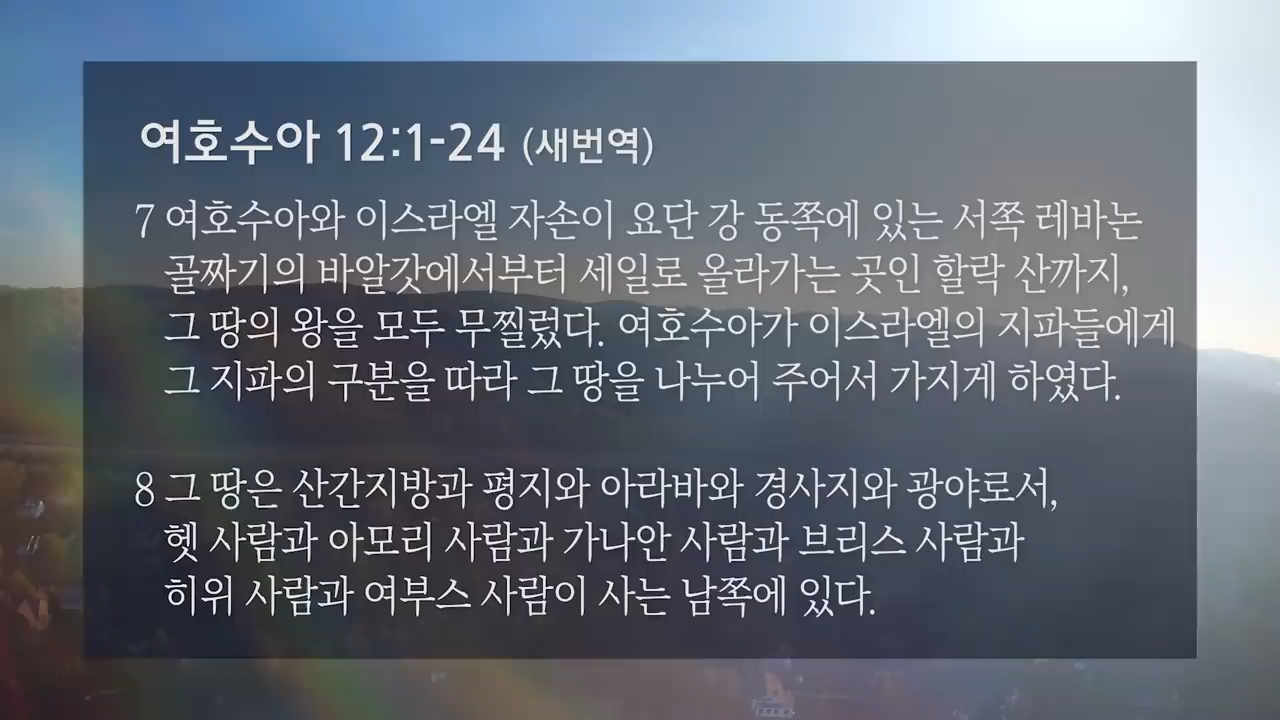 여호수아 12:1-24 (새번역)
7 여호수아와 이스라엘 자손이 요단 강 동쪽에 있는 서쪽 레바논
골짜기의 바알갓에서부터 세일로 올라가는 곳인 할락 산까지,
그 땅의 왕을 모두 무찔렀다. 여호수아가 이스라엘의 지파들에게
그 지파의 구분을 따라 그 땅을 나누어 주어서 가지게 하였다.
8 그 땅은 산간지방과 평지와 아라바와 경사지와 광야로서,
헷 사람과 아모리 사람과 가나안 사람과 브리스 사람과
히위 사람과 여부스 사람이 사는 남쪽에 있다.